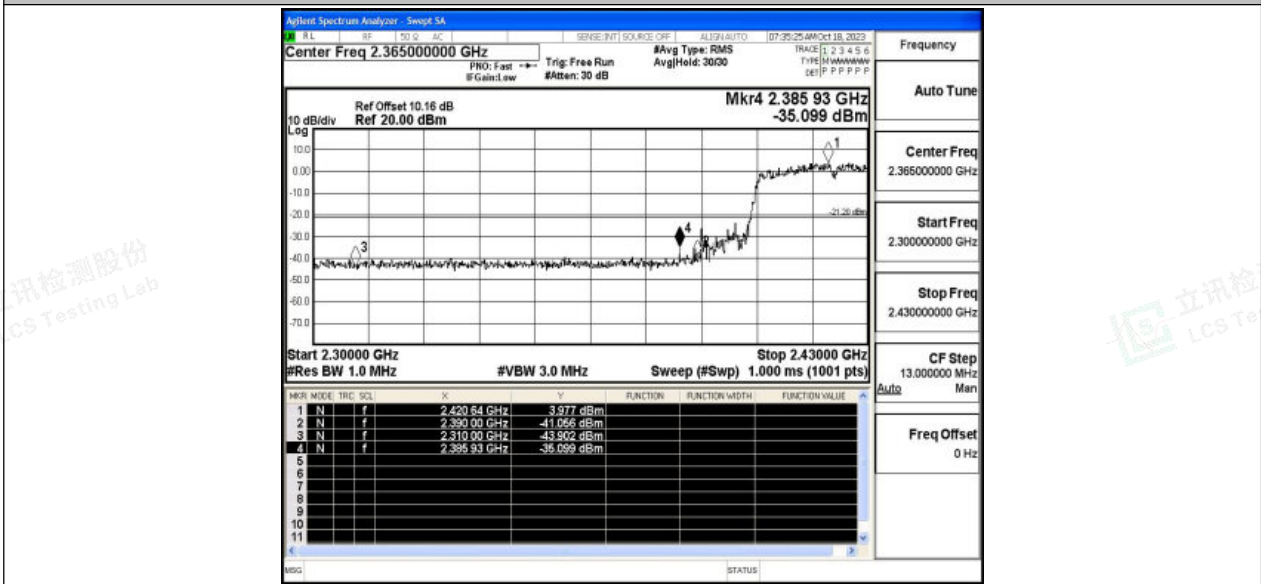 Agilent Spectrum Analyzer - Swept SA
RL RF 50 Ω AC SENSE:INT SOURCE OFF ALIGN AUTO 07:35:25 AM Oct 18, 2023
Center Freq 2.365000000 GHz
PNO: Fast
IFGain:Low
Trig: Free Run
#Atten: 30 dB
#Avg Type: RMS
Avg|Hold: 30/30
TRACE 1 2 3 4 5 6
TYPE M WWWWW
DET P P P P P P
Frequency
Auto Tune
Center Freq
2.365000000 GHz
Start Freq
2.300000000 GHz
Stop Freq
2.430000000 GHz
CF Step
13.000000 MHz
Auto Man
Freq Offset
0 Hz
Ref Offset 10.16 dB
10 dB/div Ref 20.00 dBm
Log
Mkr4 2.385 93 GHz
-35.099 dBm
10.0
0.00
-10.0
-20.0
-30.0
-40.0
-50.0
-60.0
-70.0
1
-21.20 dBm
4
3
2
Start 2.30000 GHz Stop 2.43000 GHz
#Res BW 1.0 MHz #VBW 3.0 MHz Sweep (#Swp) 1.000 ms (1001 pts)
MKR MODE TRC SCL X Y FUNCTION FUNCTION WIDTH FUNCTION VALUE
1 N f 2.420 64 GHz 3.977 dBm
2 N f 2.390 00 GHz -41.056 dBm
3 N f 2.310 00 GHz -43.902 dBm
4 N f 2.385 93 GHz -35.099 dBm
5
6
7
8
9
10
11
MSG STATUS
立讯检测股份
LCS Testing Lab
立讯检
LCS Te